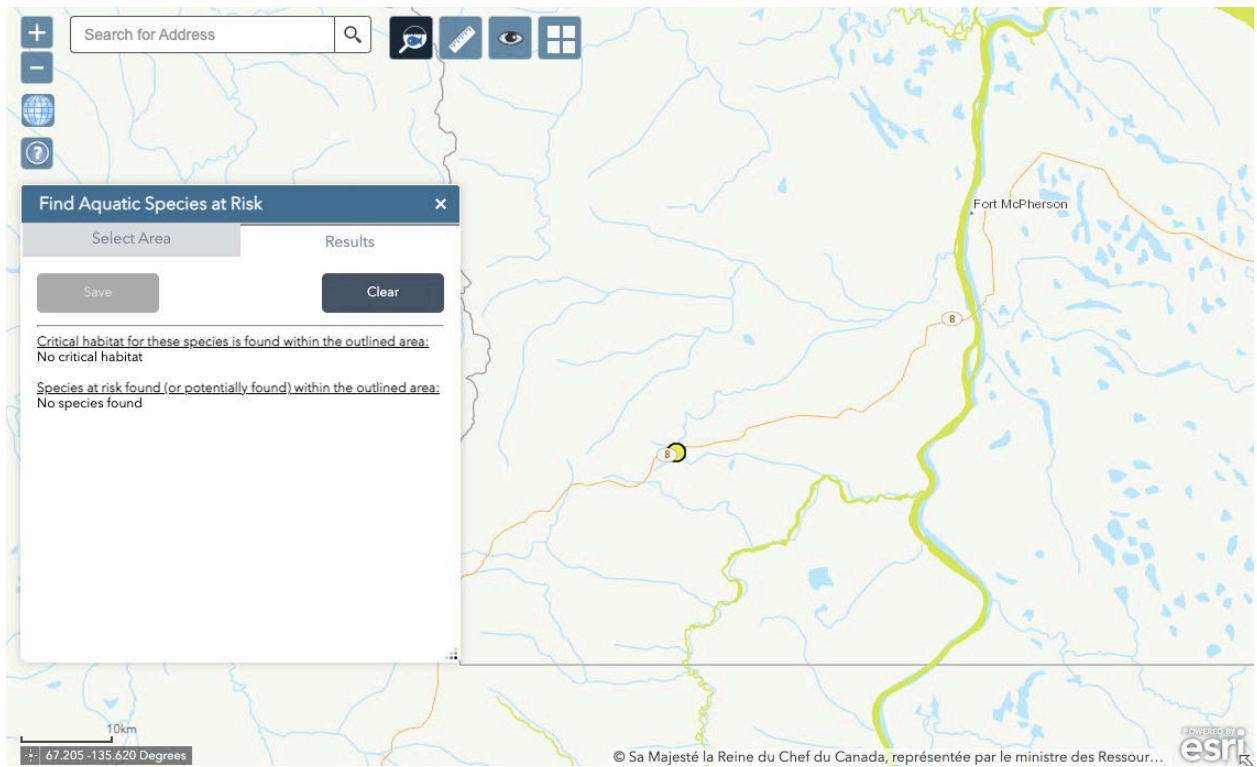 +
Search for Address
−
?
Find Aquatic Species at Risk ×
Select Area
Results
Save
Clear
Critical habitat for these species is found within the outlined area:
No critical habitat
Species at risk found (or potentially found) within the outlined area:
No species found
Fort McPherson
8
8
10km
67.205 -135.620 Degrees
© Sa Majesté la Reine du Chef du Canada, représentée par le ministre des Ressour...
POWERED BY
esri